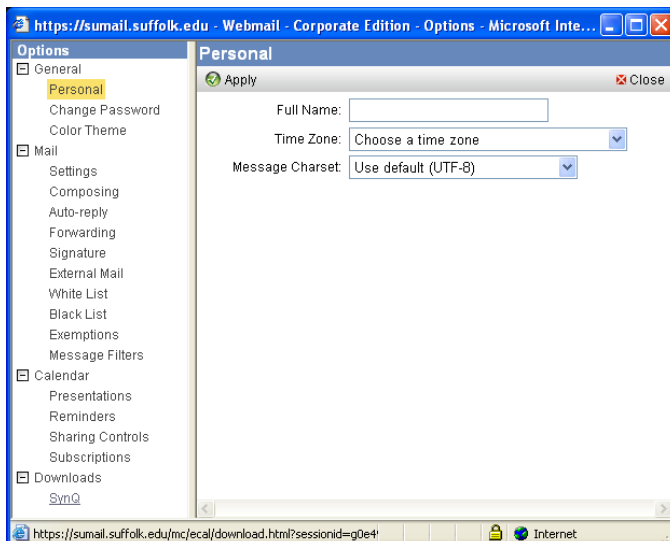 https://sumail.suffolk.edu - Webmail - Corporate Edition - Options - Microsoft Inte...
Options
General
Personal
Change Password
Color Theme
Mail
Settings
Composing
Auto-reply
Forwarding
Signature
External Mail
White List
Black List
Exemptions
Message Filters
Calendar
Presentations
Reminders
Sharing Controls
Subscriptions
Downloads
SynQ
Personal
Apply
Close
Full Name:
Time Zone: Choose a time zone
Message Charset: Use default (UTF-8)
https://sumail.suffolk.edu/mc/ecal/download.html?sessionid=g0e4
Internet